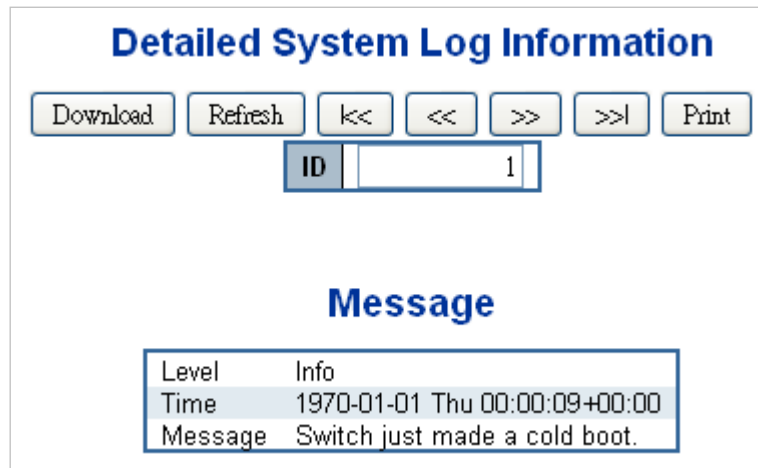 Detailed System Log Information
Download Refresh |<< << >> >>| Print
ID 1
Message
Level Info
Time 1970-01-01 Thu 00:00:09+00:00
Message Switch just made a cold boot.